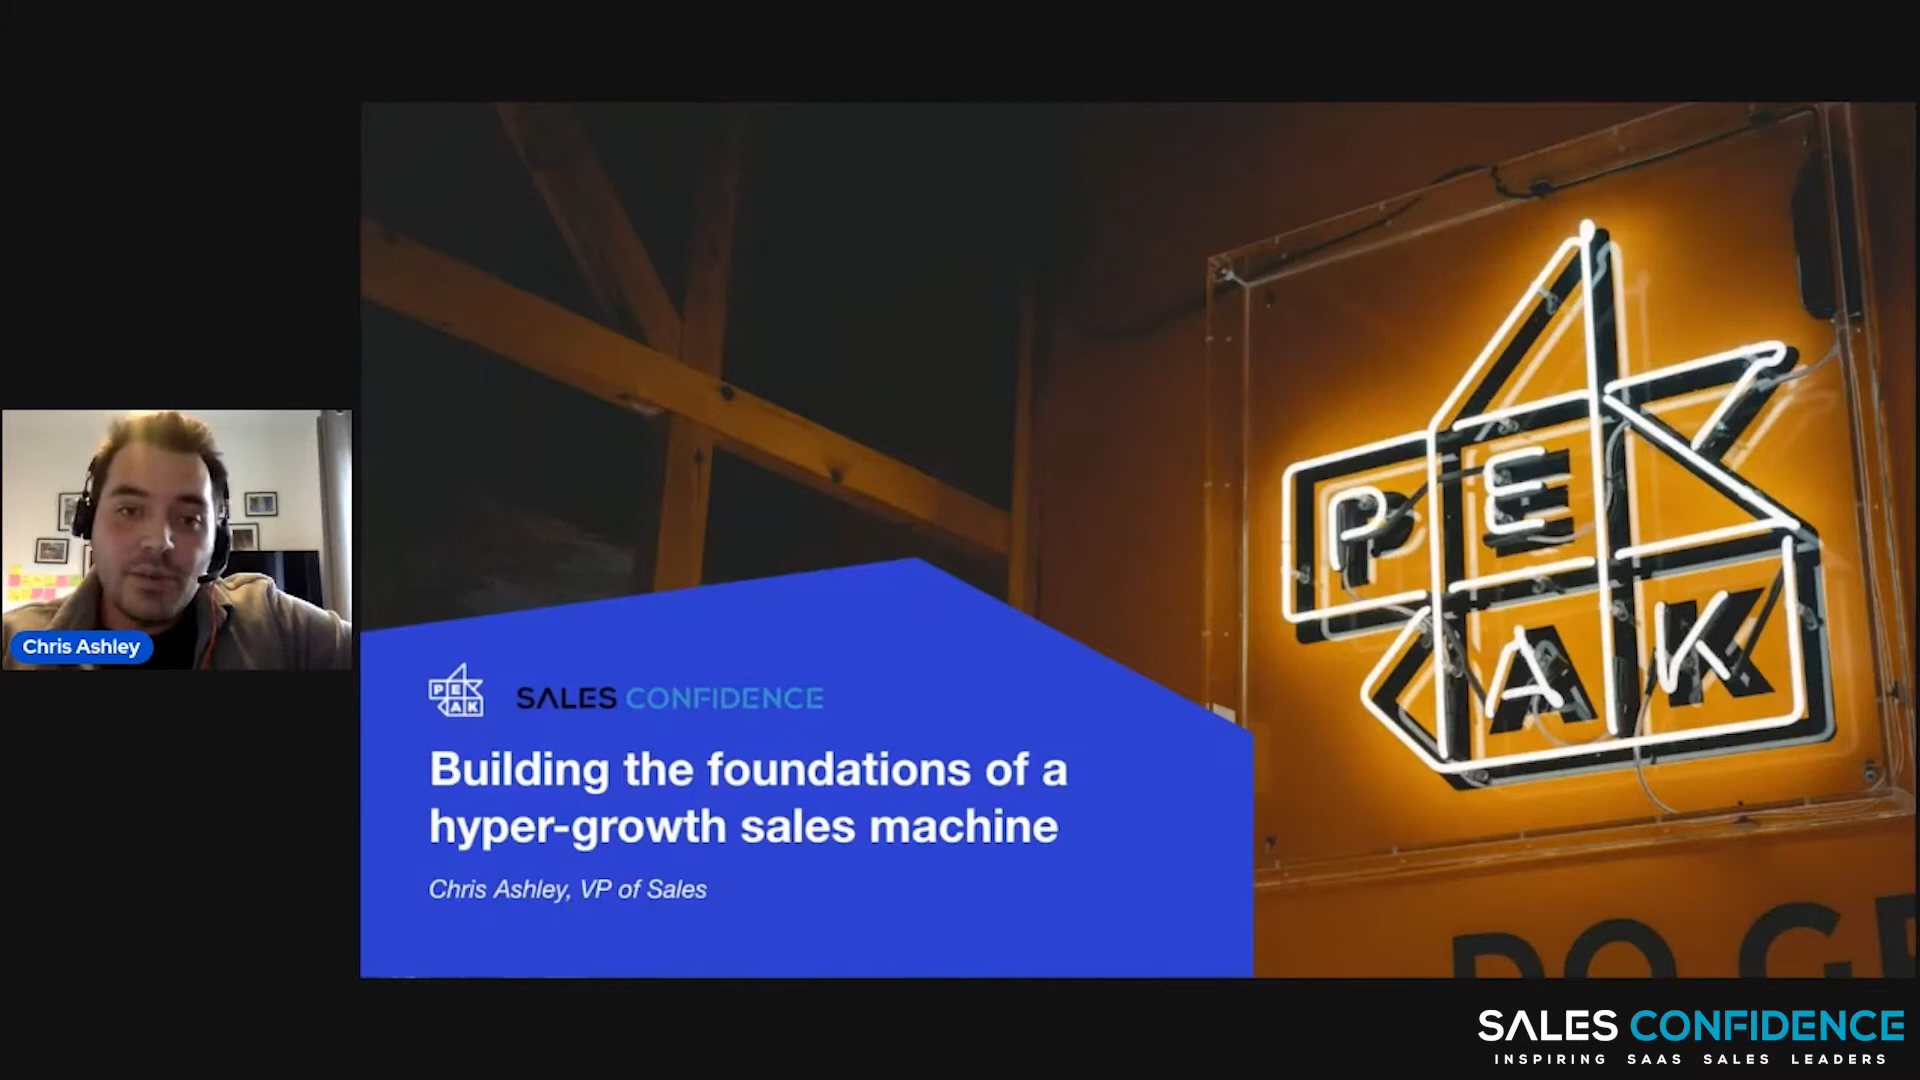 PE
AK
Chris Ashley
PE
AK
SALES CONFIDENCE
Building the foundations of a
hyper-growth sales machine
Chris Ashley, VP of Sales
DO
SALES CONFIDENCE
INSPIRING SAAS SALES LEADERS